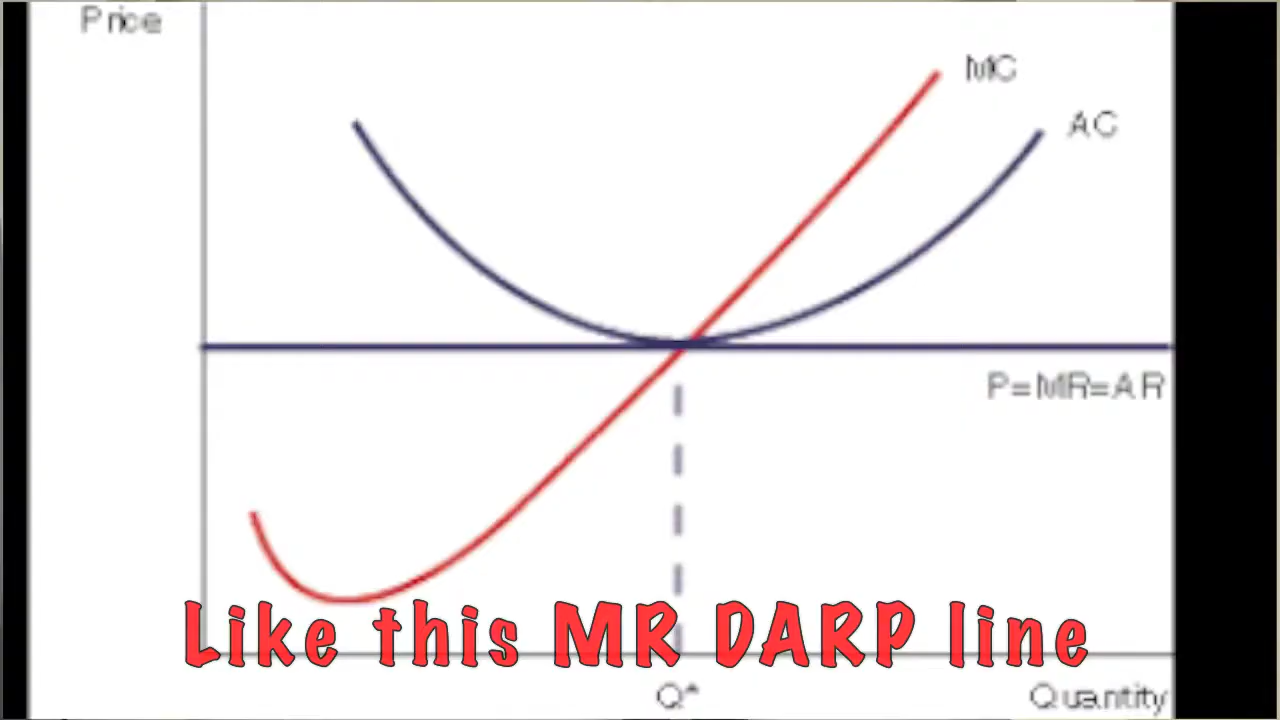 Price
MC
AC
P=MR=AR
Like this MR DARP line
Q*
Quantity